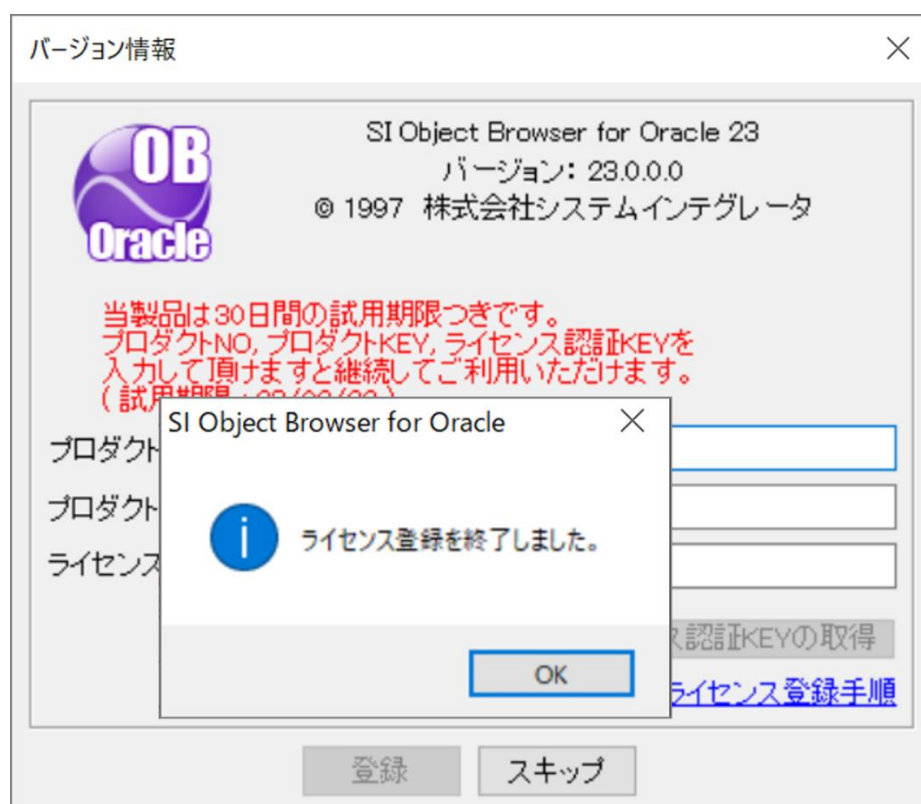 バージョン情報
OB
Oracle
SI Object Browser for Oracle 23
バージョン: 23.0.0.0
© 1997 株式会社システムインテグレータ
当製品は30日間の試用期限つきです。
プロダクトNO, プロダクトKEY, ライセンス認証KEYを
入力して頂けますと継続してご利用いただけます。
SI Object Browser for Oracle
プロダクト
プロダクト
ライセンス
ライセンス登録を終了しました。
OK
認証KEYの取得
ライセンス登録手順
登録
スキップ